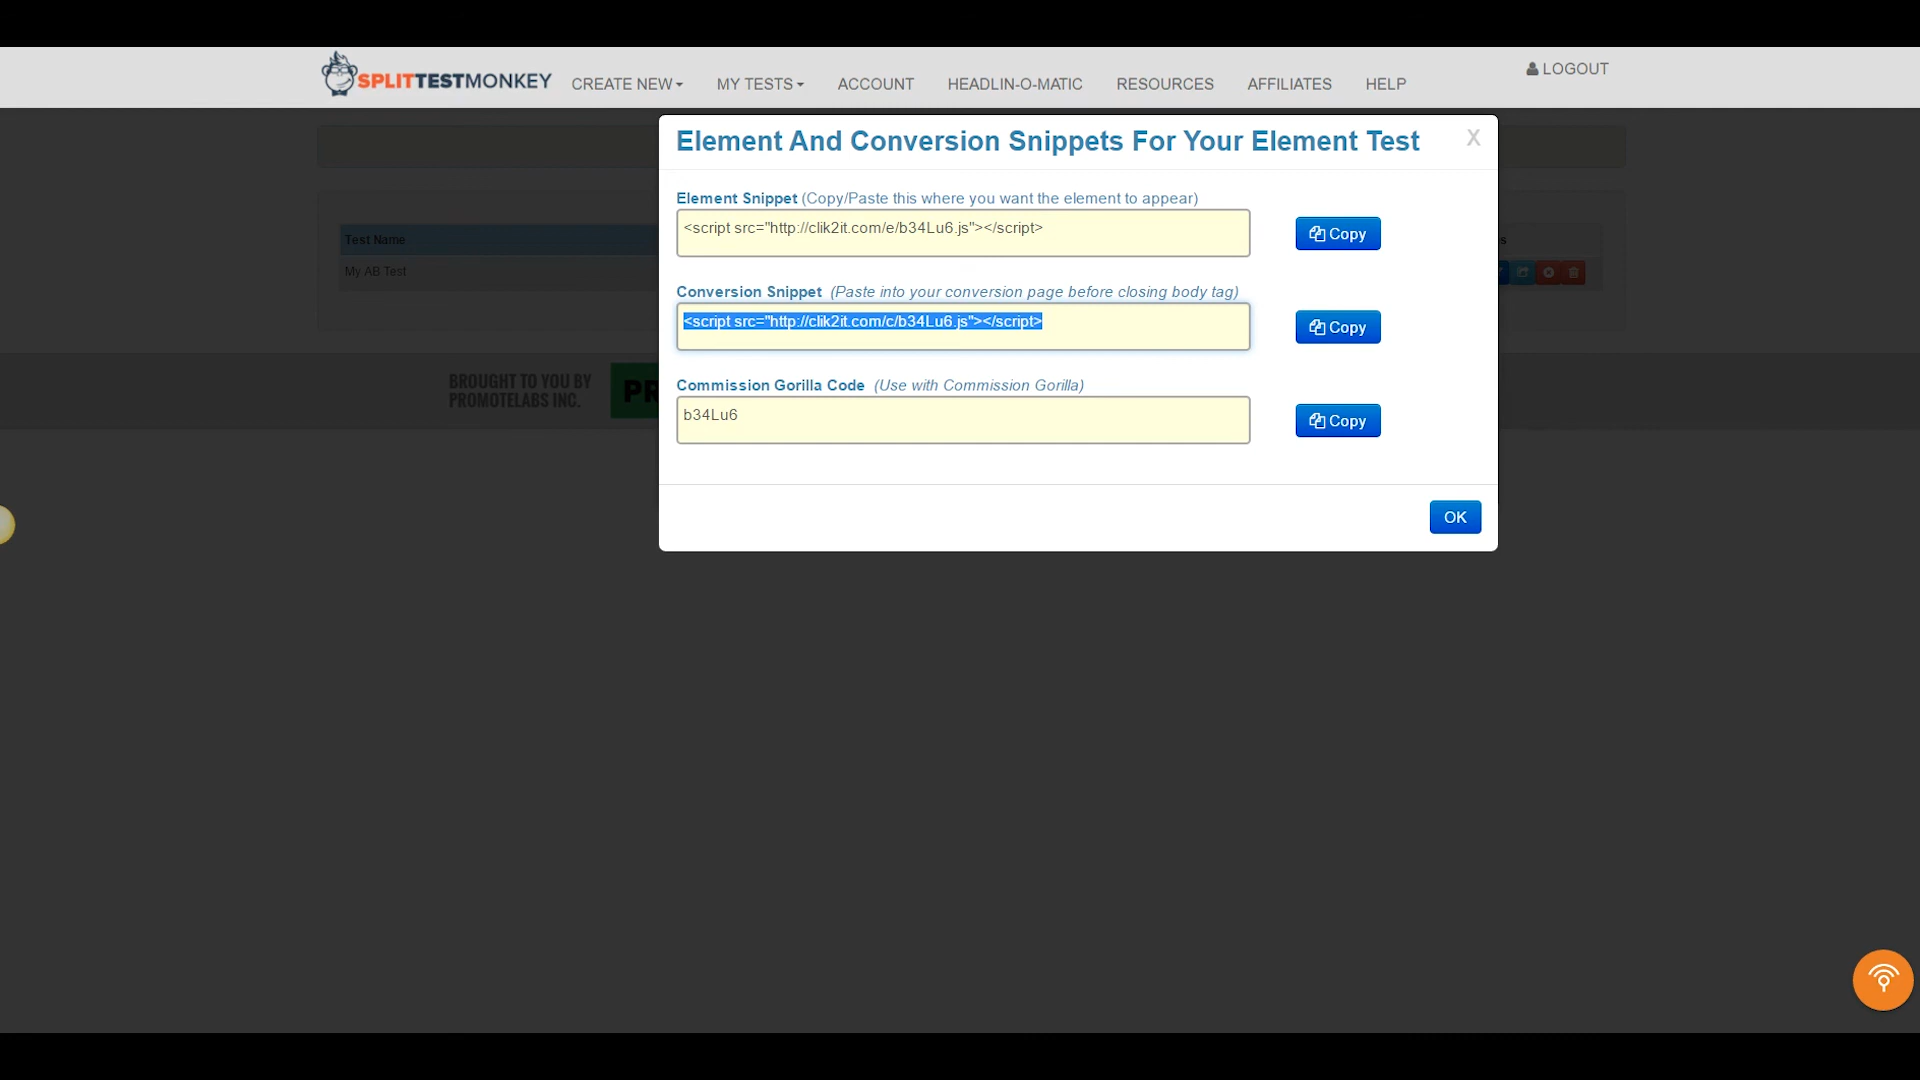 SPLITTESTMONKEY CREATE NEW MY TESTS ACCOUNT HEADLIN-O-MATIC RESOURCES AFFILIATES HELP LOGOUT
Element And Conversion Snippets For Your Element Test X
Element Snippet (Copy/Paste this where you want the element to appear)
<script src="http://clik2it.com/e/b34Lu6.js"></script> Copy
Test Name
My AB Test
Conversion Snippet (Paste into your conversion page before closing body tag)
<script src="http://clik2it.com/c/b34Lu6.js"></script> Copy
BROUGHT TO YOU BY
PROMOTELABS INC.
PR
Commission Gorilla Code (Use with Commission Gorilla)
b34Lu6 Copy
OK